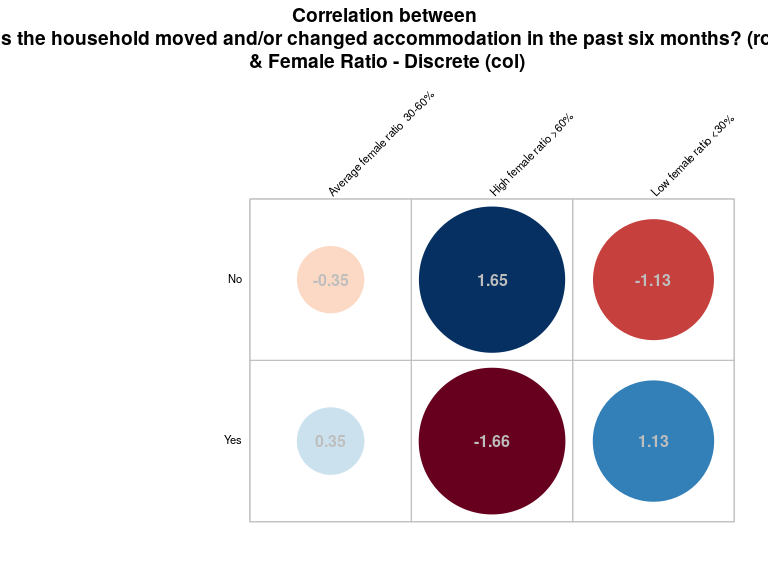 Correlation between
s the household moved and/or changed accommodation in the past six months? (ro
& Female Ratio - Discrete (col)
Average female ratio 30-60%
High female ratio >60%
Low female ratio <30%
No
-0.35
1.65
-1.13
Yes
0.35
-1.66
1.13